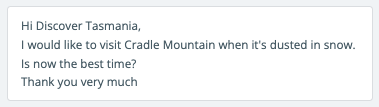 Hi Discover Tasmania,
I would like to visit Cradle Mountain when it's dusted in snow.
Is now the best time?
Thank you very much